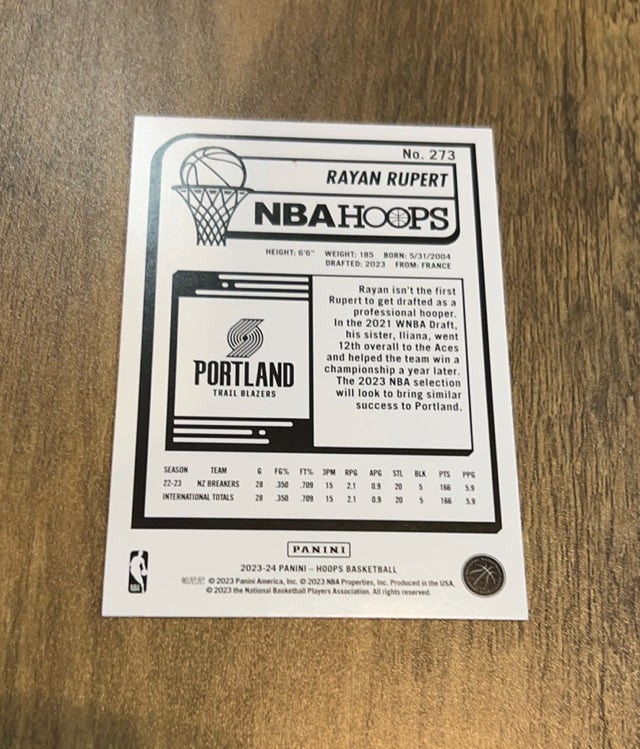 No. 273
RAYAN RUPERT
NBA HOOPS
HEIGHT: 6'6" WEIGHT: 185 BORN: 5/31/2004
DRAFTED: 2023 FROM: FRANCE
Rayan isn't the first
Rupert to get drafted as a
professional hooper.
In the 2021 WNBA Draft,
his sister, Iliana, went
12th overall to the Aces
and helped the team win a
championship a year later.
The 2023 NBA selection
will look to bring similar
success to Portland.
PORTLAND
TRAIL BLAZERS
SEASON TEAM G FG% FT% 3PM RPG APG STL BLK PTS PPG
22-23 NZ BREAKERS 28 .350 .709 15 2.1 0.9 20 5 166 5.9
INTERNATIONAL TOTALS 28 .350 .709 15 2.1 0.9 20 5 166 5.9
PANINI
2023-24 PANINI – HOOPS BASKETBALL
© 2023 Panini America, Inc. © 2023 NBA Properties, Inc. Produced in the USA.
© 2023 the National Basketball Players Association. All rights reserved.
NBA